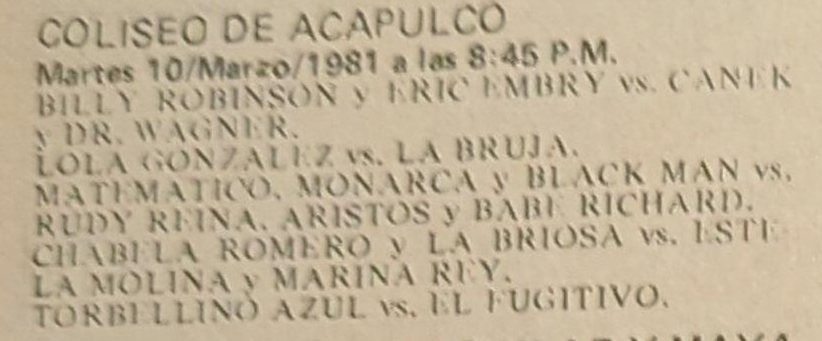 COLISEO DE ACAPULCO
Martes 10/Marzo/1981 a las 8:45 P.M.
BILLY ROBINSON y ERIC EMBRY vs. CANEK
y DR. WAGNER.
LOLA GONZALEZ vs. LA BRUJA.
MATEMATICO, MONARCA y BLACK MAN vs.
RUDY REINA, ARISTOS y BABE RICHARD.
CHABELA ROMERO y LA BRIOSA vs. ESTE-
LA MOLINA y MARINA REY.
TORBELLINO AZUL vs. EL FUGITIVO.